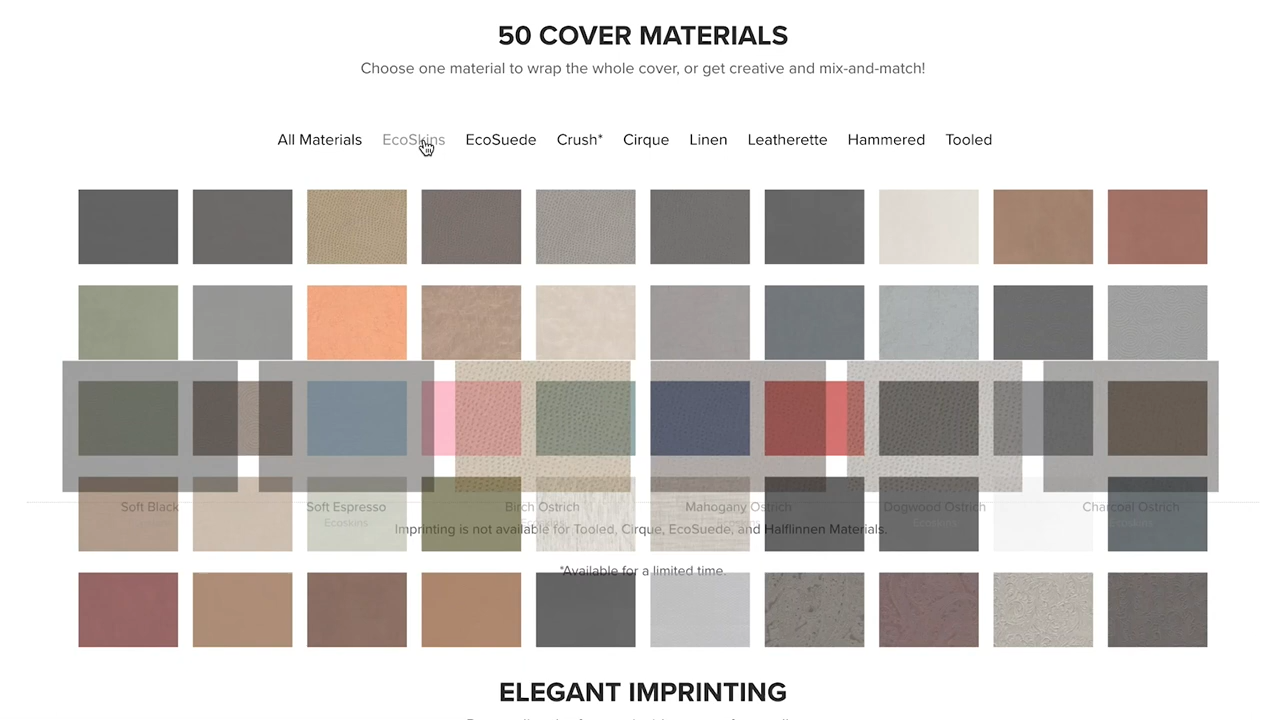 50 COVER MATERIALS
Choose one material to wrap the whole cover, or get creative and mix-and-match!
All Materials EcoSkins EcoSuede Crush* Cirque Linen Leatherette Hammered Tooled
Soft Black Soft Espresso Birch Ostrich Mahogany Ostrich Dogwood Ostrich Charcoal Ostrich
Ecoskins
Imprinting is not available for Tooled, Cirque, EcoSuede, and Halflinnen Materials.
*Available for a limited time.
ELEGANT IMPRINTING